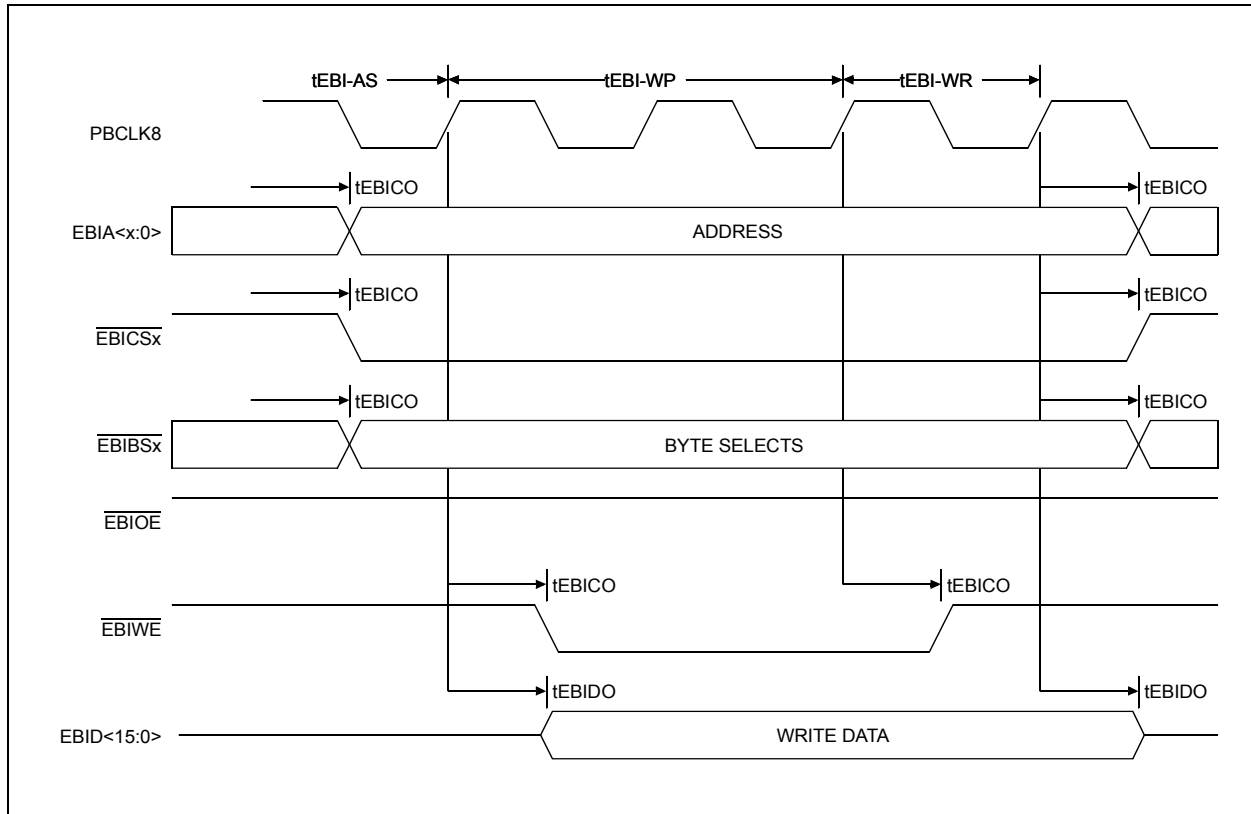 tEBI-AS tEBI-WP tEBI-WR
PBCLK8
tEBICO tEBICO
EBIA<x:0> ADDRESS
tEBICO tEBICO
EBICSx
tEBICO tEBICO
EBIBSx BYTE SELECTS
EBIOE
tEBICO tEBICO
EBIWE
tEBIDO tEBIDO
EBID<15:0> WRITE DATA